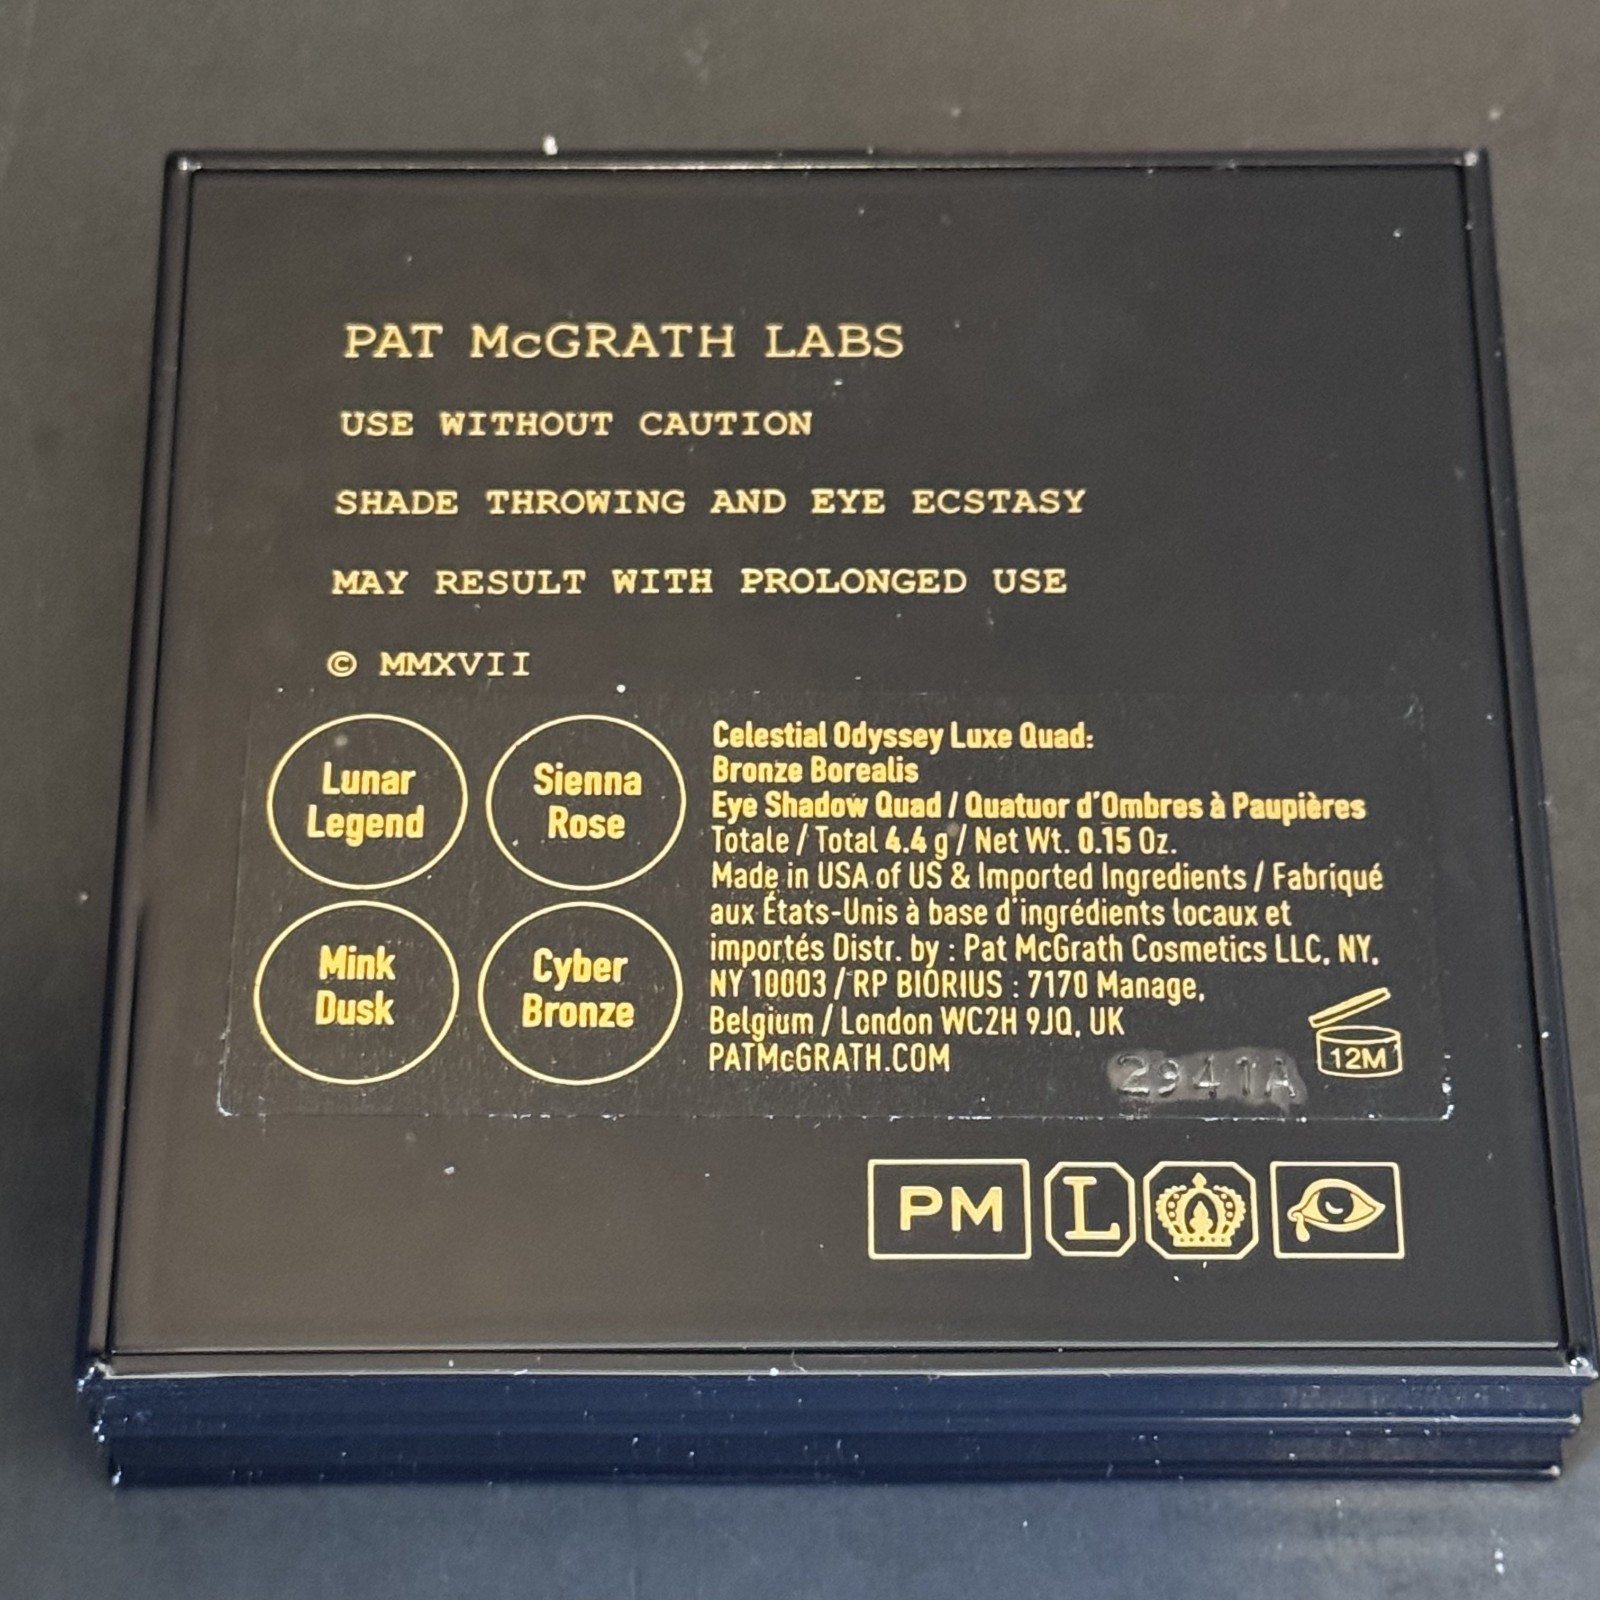 PAT McGRATH LABS
USE WITHOUT CAUTION
SHADE THROWING AND EYE ECSTASY
MAY RESULT WITH PROLONGED USE
© MMXVII
Lunar
Legend
Sienna
Rose
Mink
Dusk
Cyber
Bronze
Celestial Odyssey Luxe Quad:
Bronze Borealis
Eye Shadow Quad / Quatuor d'Ombres à Paupières
Totale / Total 4.4 g / Net Wt. 0.15 Oz.
Made in USA of US & Imported Ingredients / Fabriqué
aux États-Unis à base d'ingrédients locaux et
importés Distr. by : Pat McGrath Cosmetics LLC, NY,
NY 10003 / RP BIORIUS : 7170 Manage,
Belgium / London WC2H 9JQ, UK
PATMcGRATH.COM
2941A
12M
PM L